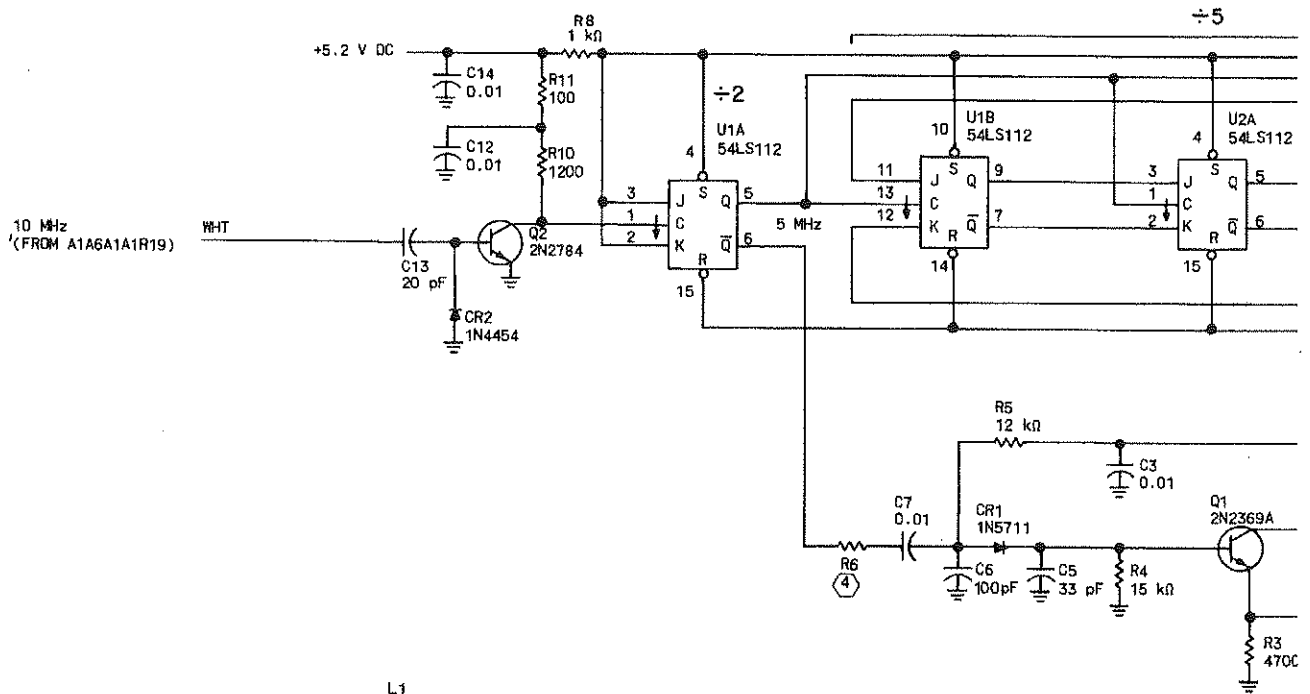 ÷5
R8
1 kΩ
+5.2 V DC
C14
0.01
R11
100
÷2
U1A
54LS112
U1B
54LS112
U2A
54LS112
C12
0.01
R10
1200
4
10
4
S
S
S
3
J
Q
5
11
J
Q
9
3
J
Q
5
1
C
13
C
1
C
2
K
Q̅
6
12
K
Q̅
7
2
K
Q̅
6
R
R
R
15
14
15
5 MHz
10 MHz
(FROM A1A6A1A1R19)
WHT
Q2
2N2784
C13
20 pF
CR2
1N4454
R5
12 kΩ
C3
0.01
C7
0.01
CR1
1N5711
Q1
2N2369A
R6
4
C6
100pF
C5
33 pF
R4
15 kΩ
R3
L1